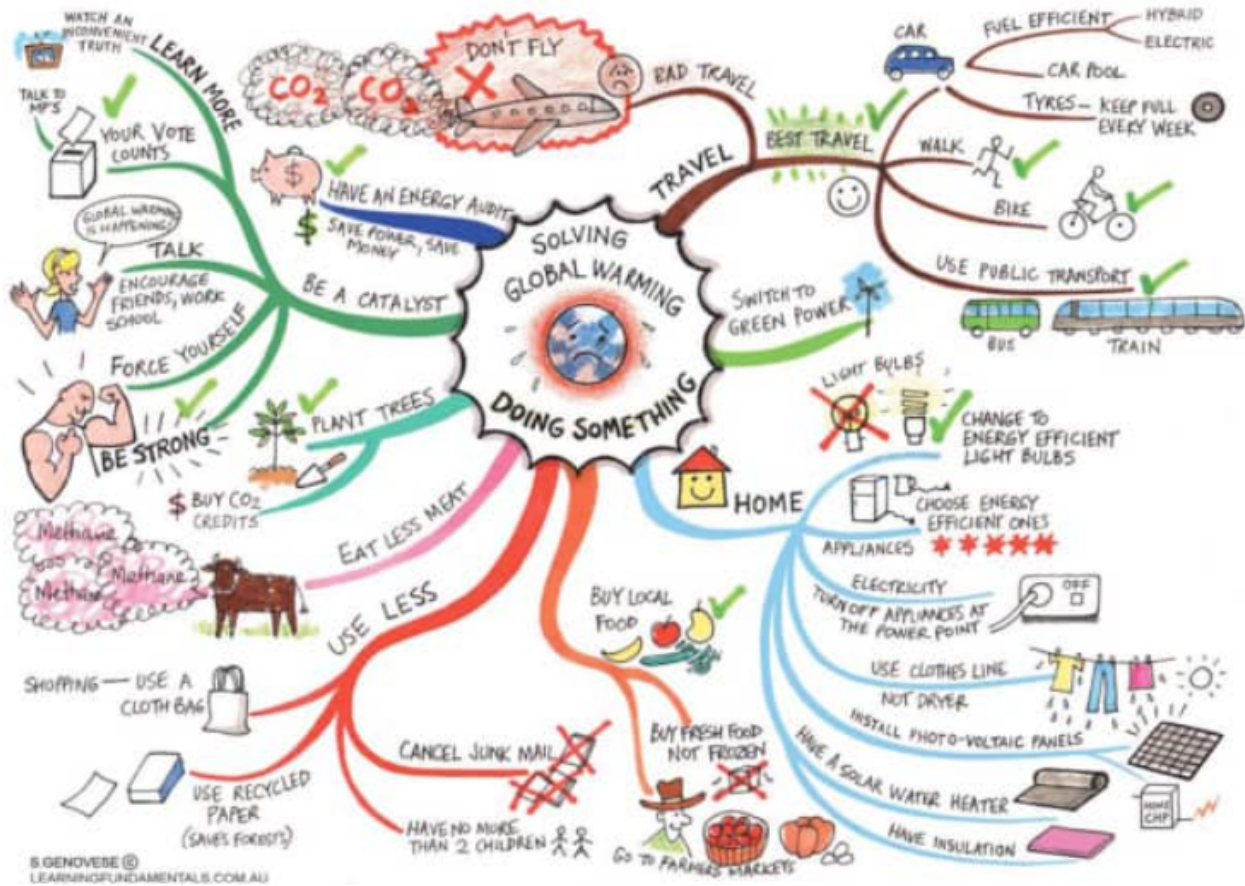 SOLVING
GLOBAL WARMING
DOING SOMETHING
TRAVEL
BAD TRAVEL
DON'T FLY
CO2
CO2
BEST TRAVEL
CAR
FUEL EFFICIENT
HYBRID
ELECTRIC
CAR POOL
TYRES — KEEP FULL
EVERY WEEK
WALK
BIKE
USE PUBLIC TRANSPORT
BUS
TRAIN
SWITCH TO
GREEN POWER
HOME
LIGHT BULBS
CHANGE TO
ENERGY EFFICIENT
LIGHT BULBS
CHOOSE ENERGY
EFFICIENT ONES
APPLIANCES
ELECTRICITY
TURN OFF APPLIANCES AT
THE POWER POINT
OFF
USE CLOTHES LINE
NOT DRYER
INSTALL PHOTO-VOLTAIC PANELS
HOME
CHP
HAVE A SOLAR WATER HEATER
HAVE INSULATION
BUY LOCAL
FOOD
BUY FRESH FOOD
NOT FROZEN
GO TO FARMERS MARKETS
USE LESS
SHOPPING — USE A
CLOTH BAG
USE RECYCLED
PAPER
(SAVES FORESTS)
CANCEL JUNK MAIL
HAVE NO MORE
THAN 2 CHILDREN
EAT LESS MEAT
Methane
Methane
Methane
PLANT TREES
$ BUY CO2
CREDITS
BE A CATALYST
LEARN MORE
WATCH AN
INCONVENIENT
TRUTH
TALK TO
MP'S
YOUR VOTE
COUNTS
TALK
GLOBAL WARMING
IS HAPPENING!
ENCOURAGE
FRIENDS, WORK
SCHOOL
FORCE YOURSELF
BE STRONG
$
HAVE AN ENERGY AUDIT
$ SAVE POWER, SAVE
MONEY
S.GENOVESE ©
LEARNINGFUNDAMENTALS.COM.AU